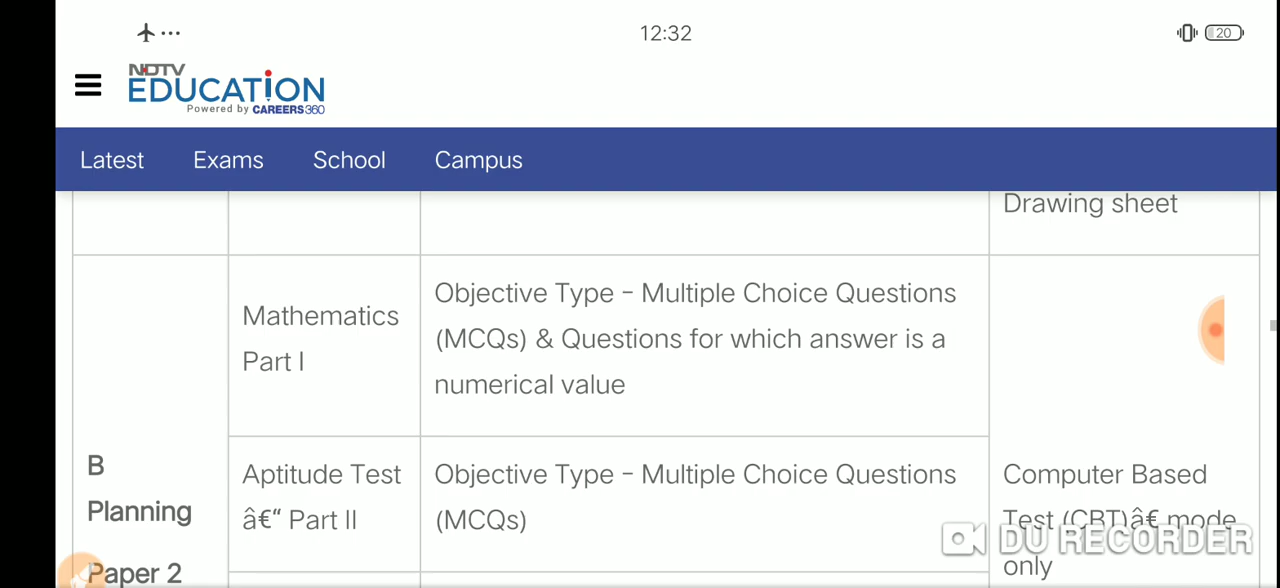 12:32
20
NDTV
EDUCATION
Powered by CAREERS360
Latest Exams School Campus
Drawing sheet
Mathematics
Part I
Objective Type – Multiple Choice Questions
(MCQs) & Questions for which answer is a
numerical value
B
Planning
Paper 2
Aptitude Test
â€“ Part II
Objective Type – Multiple Choice Questions
(MCQs)
Computer Based
Test (CBT)â€ mode
only
DU RECORDER